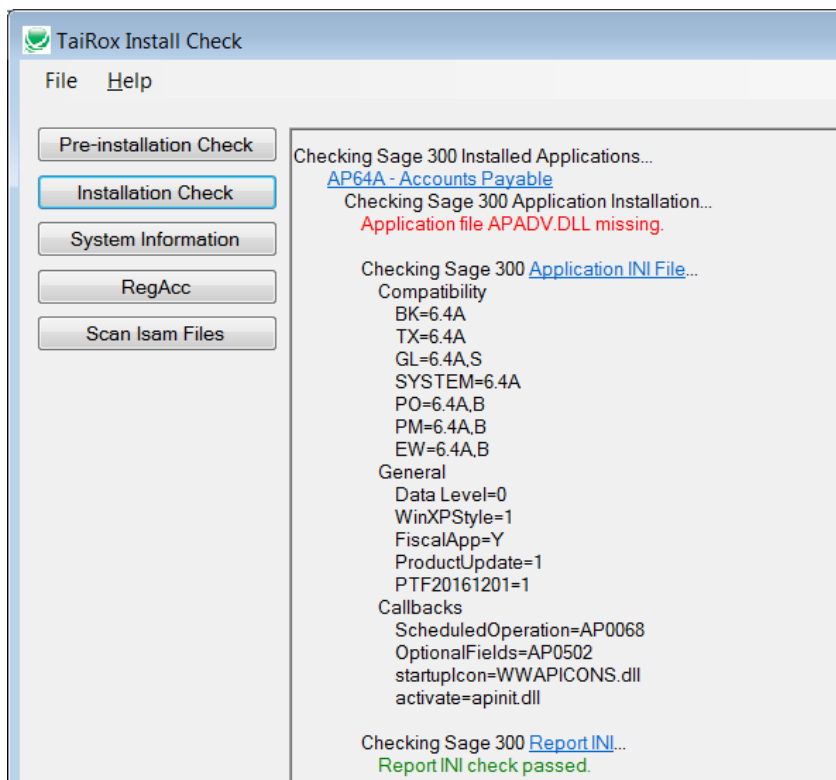 TaiRox Install Check
File Help
Pre-installation Check
Installation Check
System Information
RegAcc
Scan Isam Files
Checking Sage 300 Installed Applications...
AP64A - Accounts Payable
Checking Sage 300 Application Installation...
Application file APADV.DLL missing.
Checking Sage 300 Application INI File...
Compatibility
BK=6.4A
TX=6.4A
GL=6.4A,S
SYSTEM=6.4A
PO=6.4A,B
PM=6.4A,B
EW=6.4A,B
General
Data Level=0
WinXPStyle=1
FiscalApp=Y
ProductUpdate=1
PTF20161201=1
Callbacks
ScheduledOperation=AP0068
OptionalFields=AP0502
startupIcon=WWAPICONS.dll
activate=apinit.dll
Checking Sage 300 Report INI...
Report INI check passed.